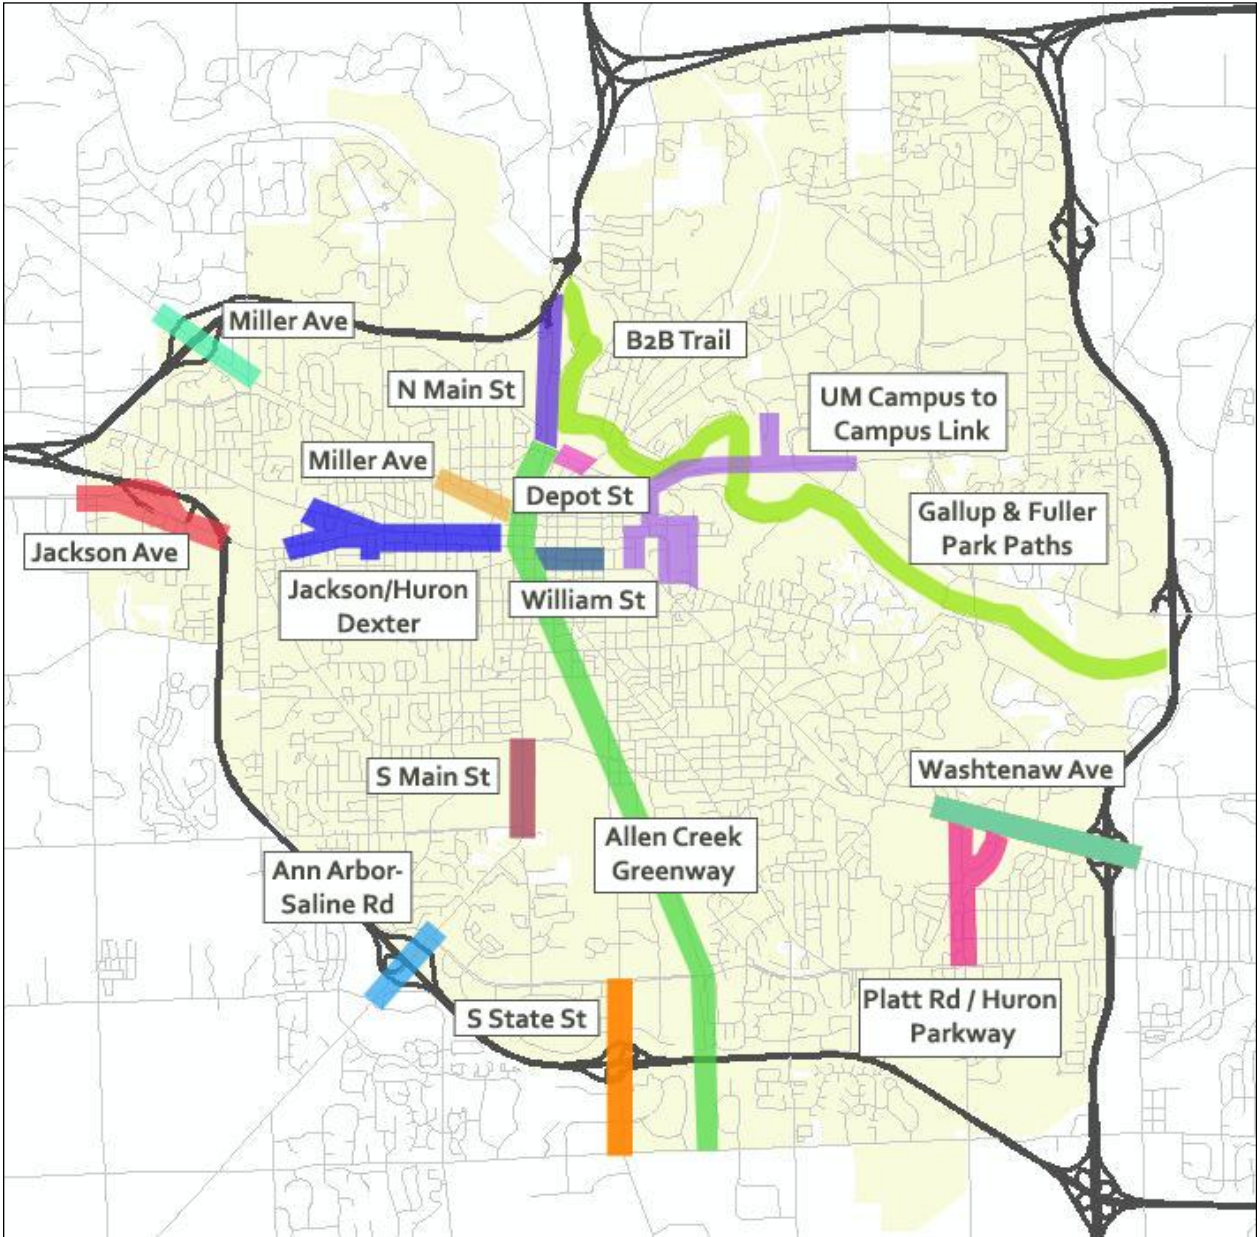 Miller Ave
B2B Trail
N Main St
UM Campus to
Campus Link
Miller Ave
Depot St
Gallup & Fuller
Park Paths
Jackson Ave
Jackson/Huron
Dexter
William St
S Main St
Washtenaw Ave
Allen Creek
Greenway
Ann Arbor-
Saline Rd
S State St
Platt Rd / Huron
Parkway